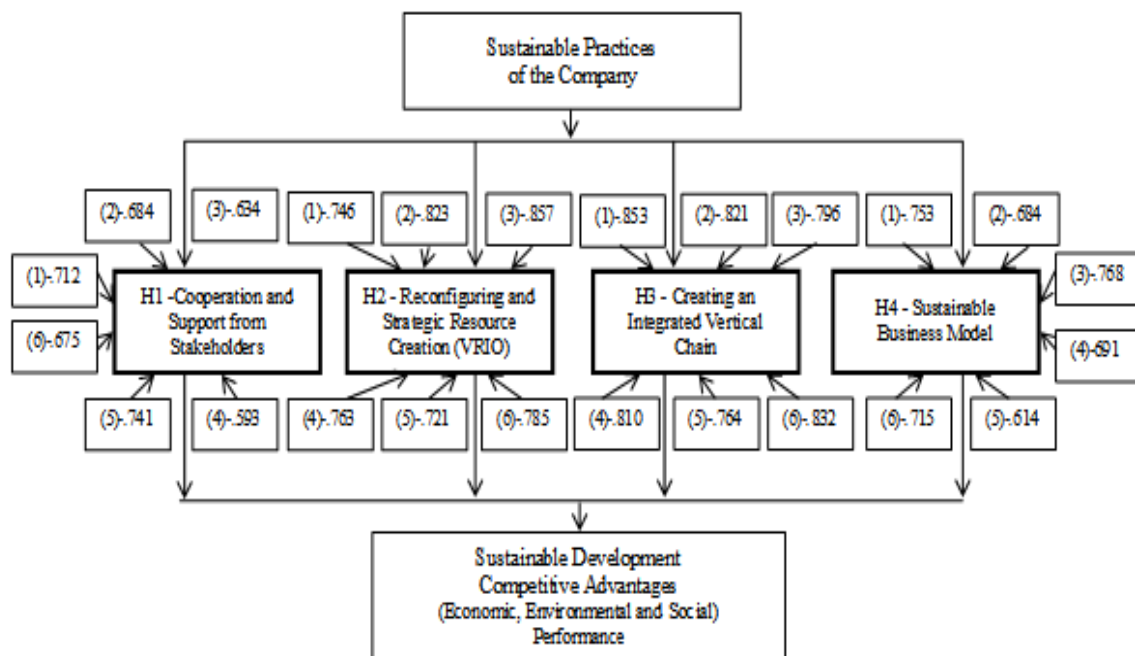 Sustainable Practices
of the Company
(2)-.684
(3)-.634
(1)-.746
(2)-.823
(3)-.857
(1)-.853
(2)-.821
(3)-.796
(1)-.753
(2)-.684
(1)-.712
(6)-.675
H1 -Cooperation and
Support from
Stakeholders
H2 - Reconfiguring and
Strategic Resource
Creation (VRIO)
H3 - Creating an
Integrated Vertical
Chain
H4 - Sustainable
Business Model
(3)-.768
(4)-691
(5)-.741
(4)-.593
(4)-.763
(5)-.721
(6)-.785
(4)-.810
(5)-.764
(6)-.832
(6)-.715
(5)-.614
Sustainable Development
Competitive Advantages
(Economic, Environmental and Social)
Performance